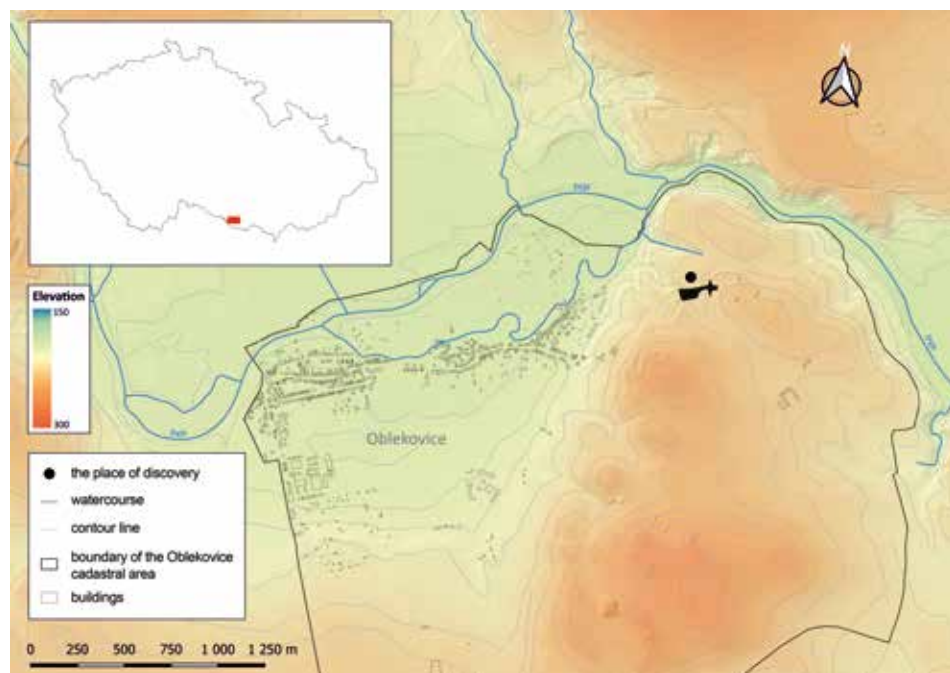 N
Elevation
150
300
Oblekovice
the place of discovery
watercourse
contour line
boundary of the Oblekovice
cadastral area
buildings
0 250 500 750 1 000 1 250 m